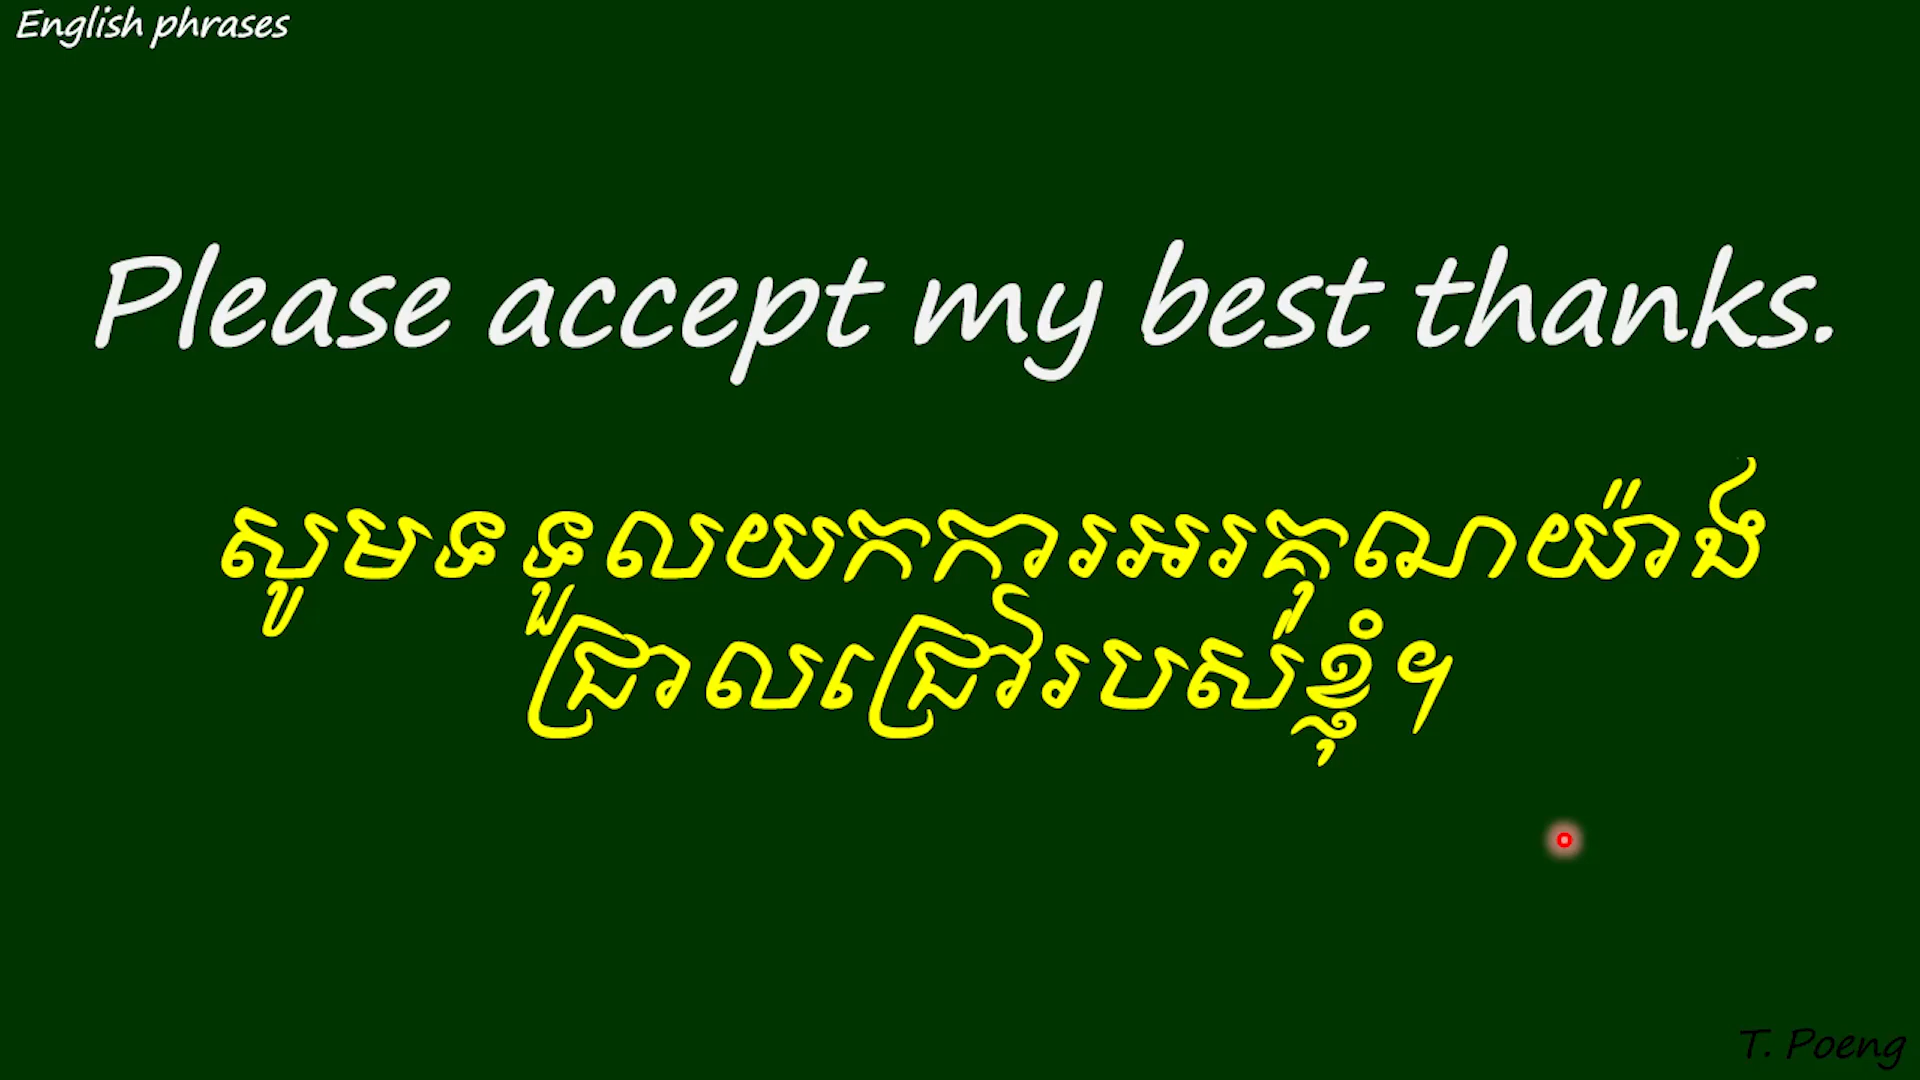 English phrases
Please accept my best thanks.
សូមទទួលយកការអរគុណយ៉ាង
ជ្រាលជ្រៅរបស់ខ្ញុំ។
T. Poeng